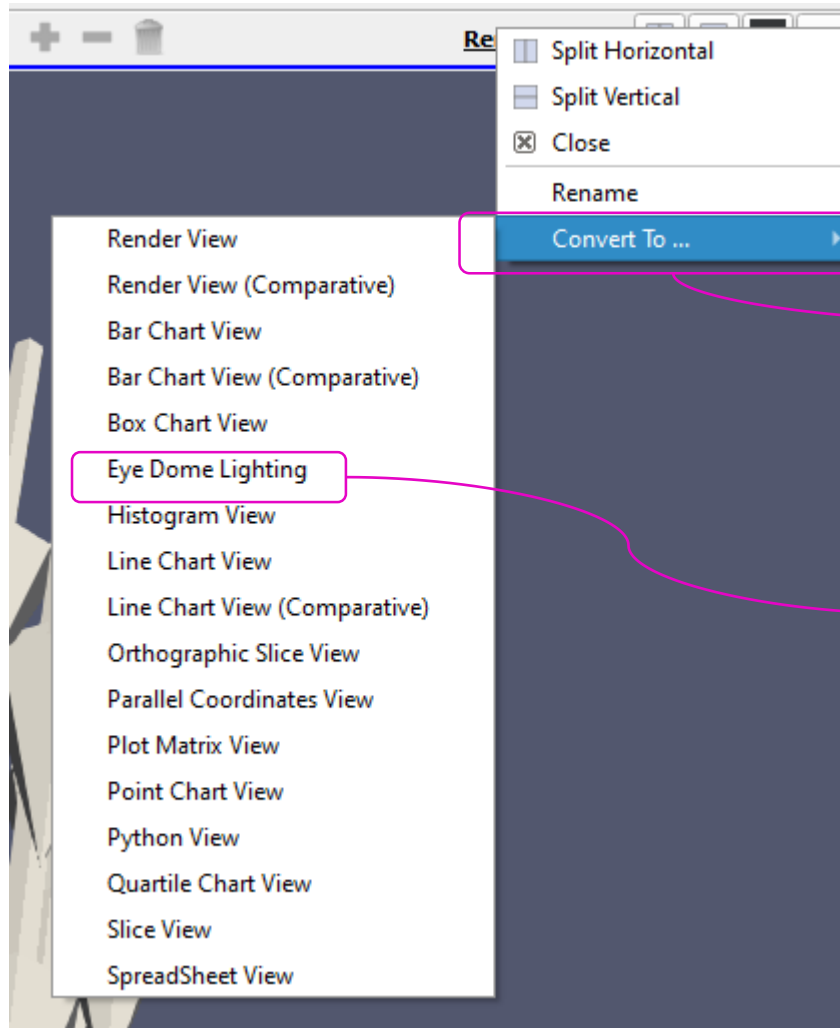 Split Horizontal
Split Vertical
Close
Rename
Convert To ...
Render View
Render View (Comparative)
Bar Chart View
Bar Chart View (Comparative)
Box Chart View
Eye Dome Lighting
Histogram View
Line Chart View
Line Chart View (Comparative)
Orthographic Slice View
Parallel Coordinates View
Plot Matrix View
Point Chart View
Python View
Quartile Chart View
Slice View
SpreadSheet View